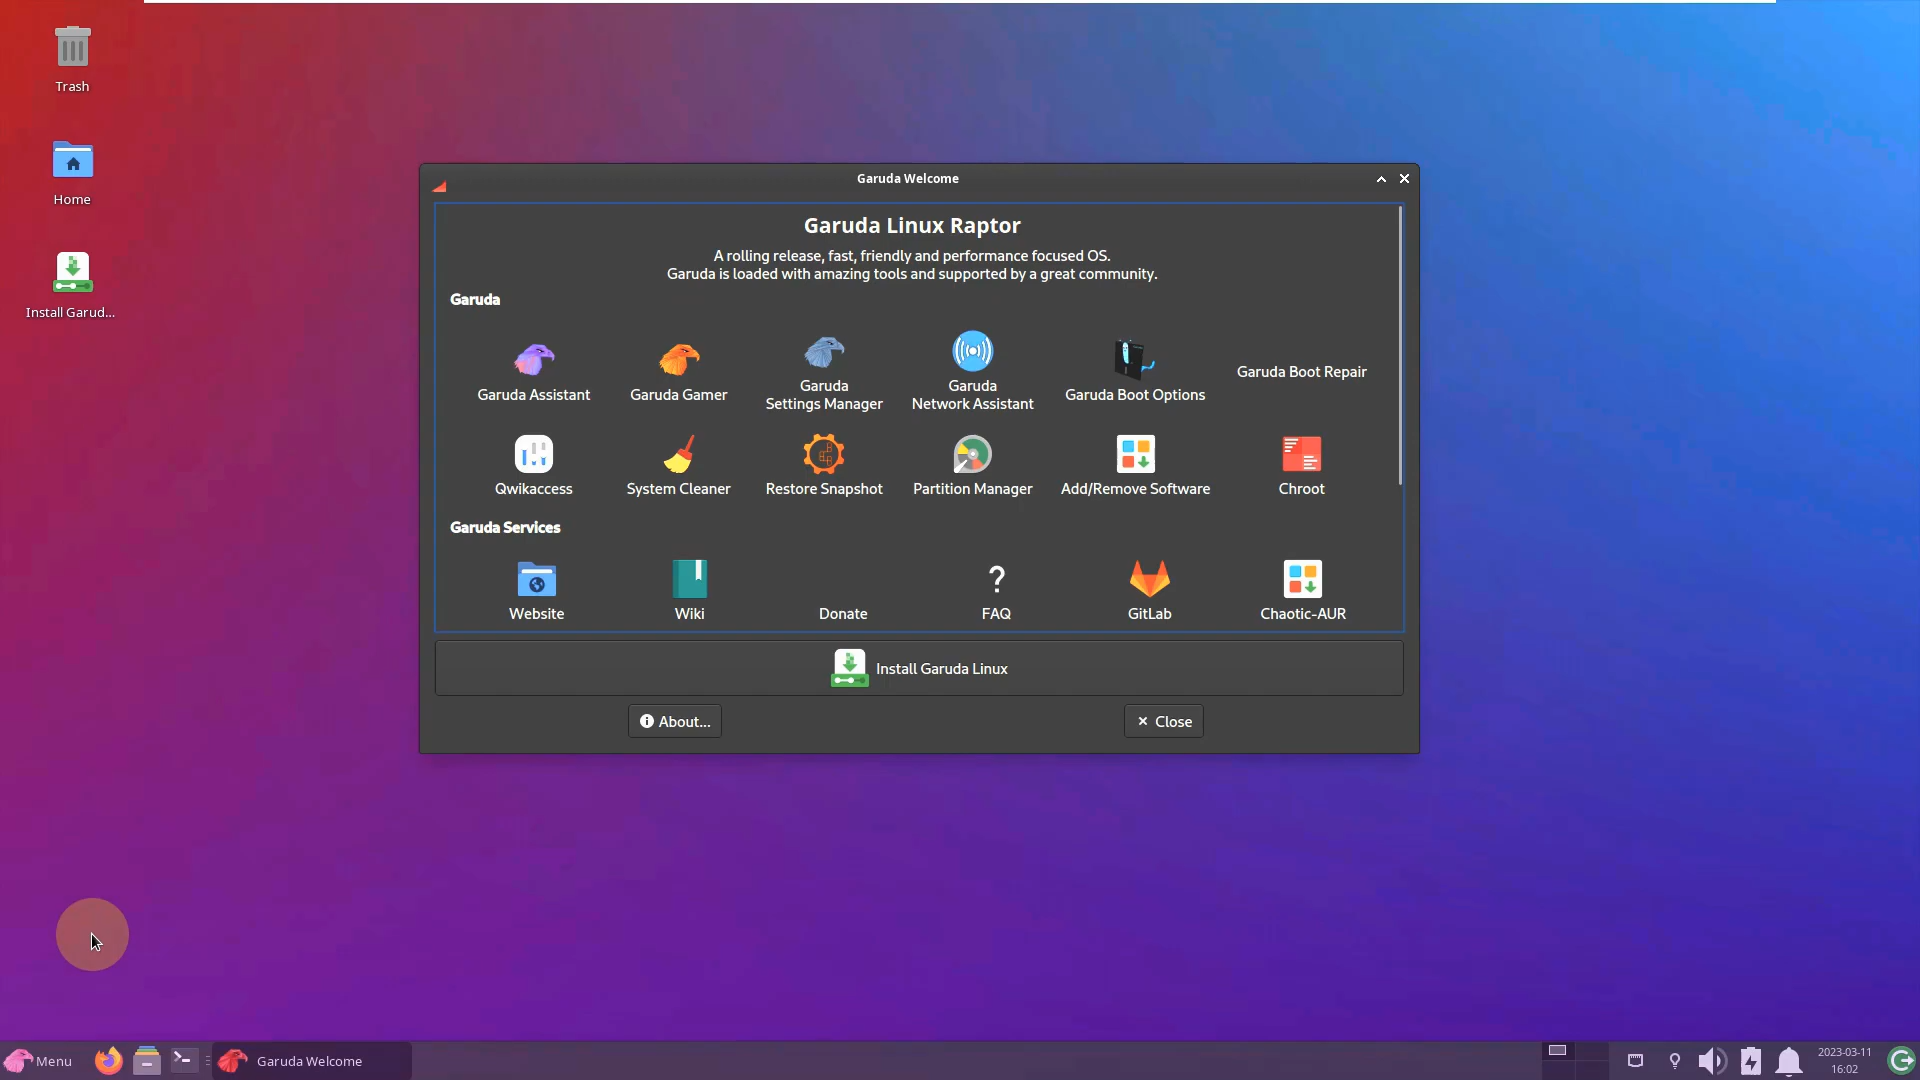 Trash
Home
Install Garud...
Garuda Welcome
Garuda Linux Raptor
A rolling release, fast, friendly and performance focused OS.
Garuda is loaded with amazing tools and supported by a great community.
Garuda
Garuda Assistant
Garuda Gamer
Garuda
Settings Manager
Garuda
Network Assistant
Garuda Boot Options
Garuda Boot Repair
Qwikaccess
System Cleaner
Restore Snapshot
Partition Manager
Add/Remove Software
Chroot
Garuda Services
Website
Wiki
Donate
FAQ
GitLab
Chaotic-AUR
Install Garuda Linux
About...
Close
Menu
Garuda Welcome
2023-03-11
16:02